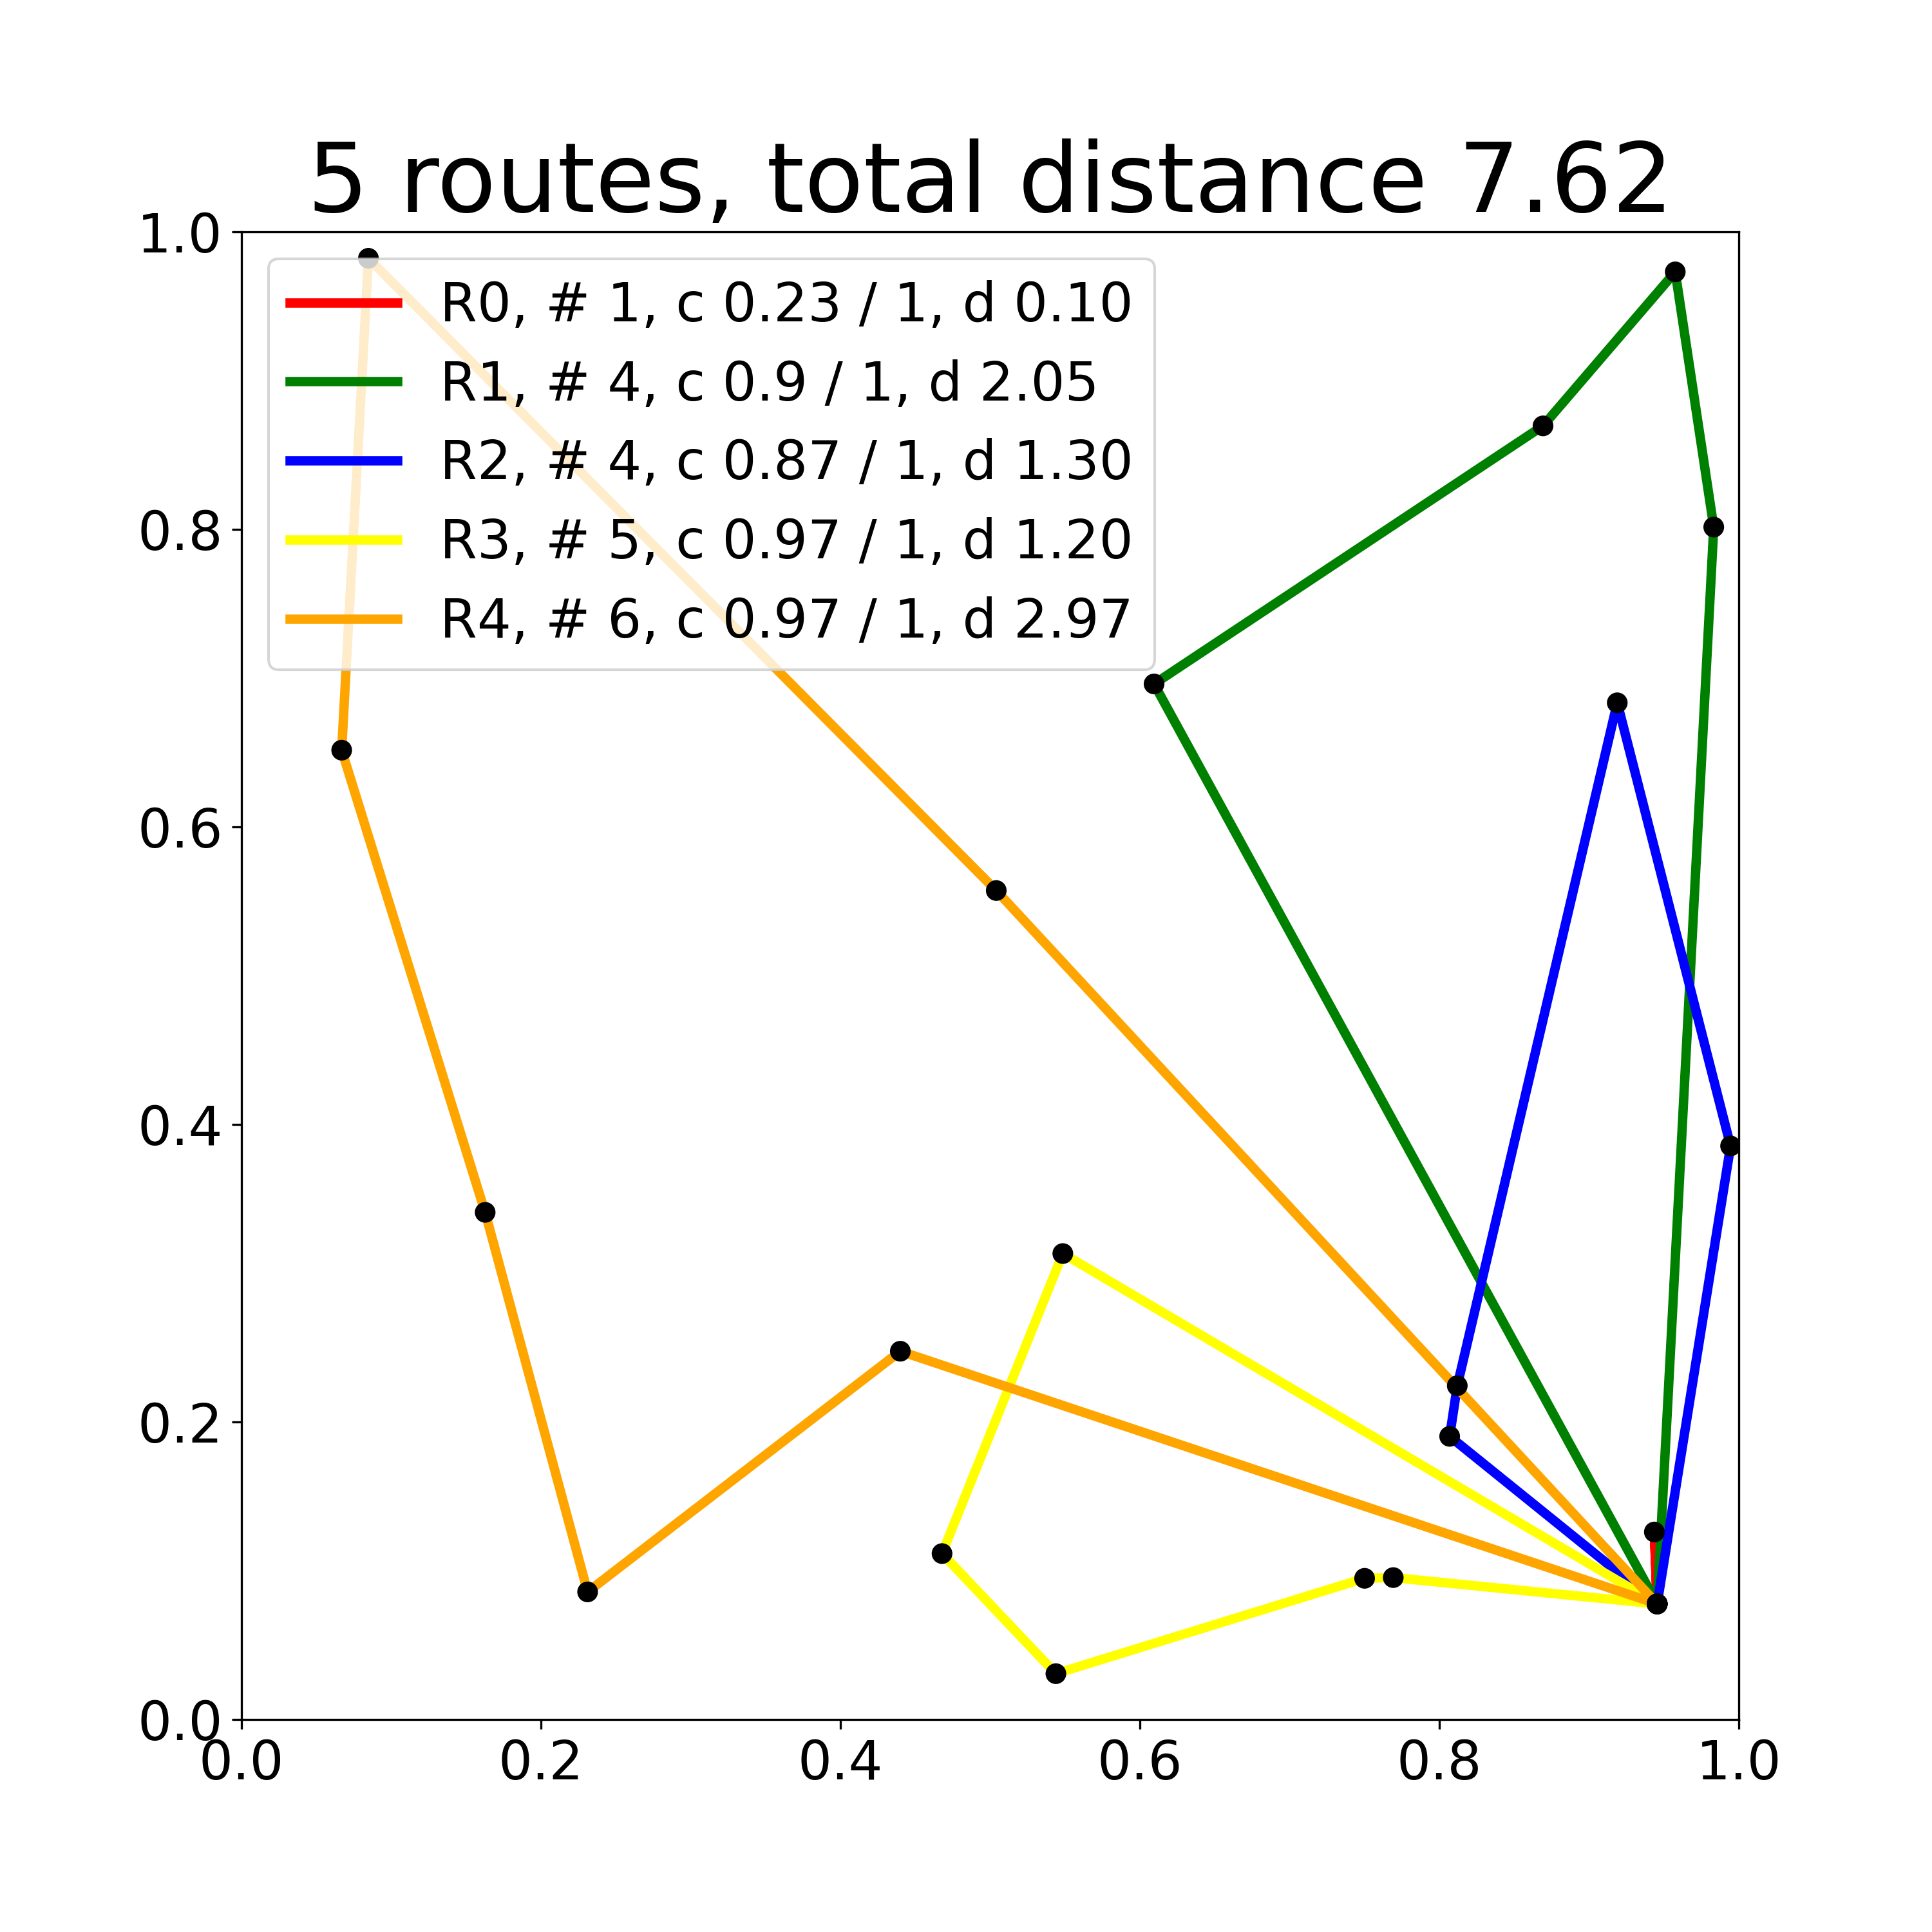 5 routes, total distance 7.62
1.0
R0, # 1, c 0.23 / 1, d 0.10
R1, # 4, c 0.9 / 1, d 2.05
R2, # 4, c 0.87 / 1, d 1.30
0.8
R3, # 5, c 0.97 / 1, d 1.20
R4, # 6, c 0.97 / 1, d 2.97
0.6
0.4
0.2
0.0
0.0 0.2 0.4 0.6 0.8 1.0